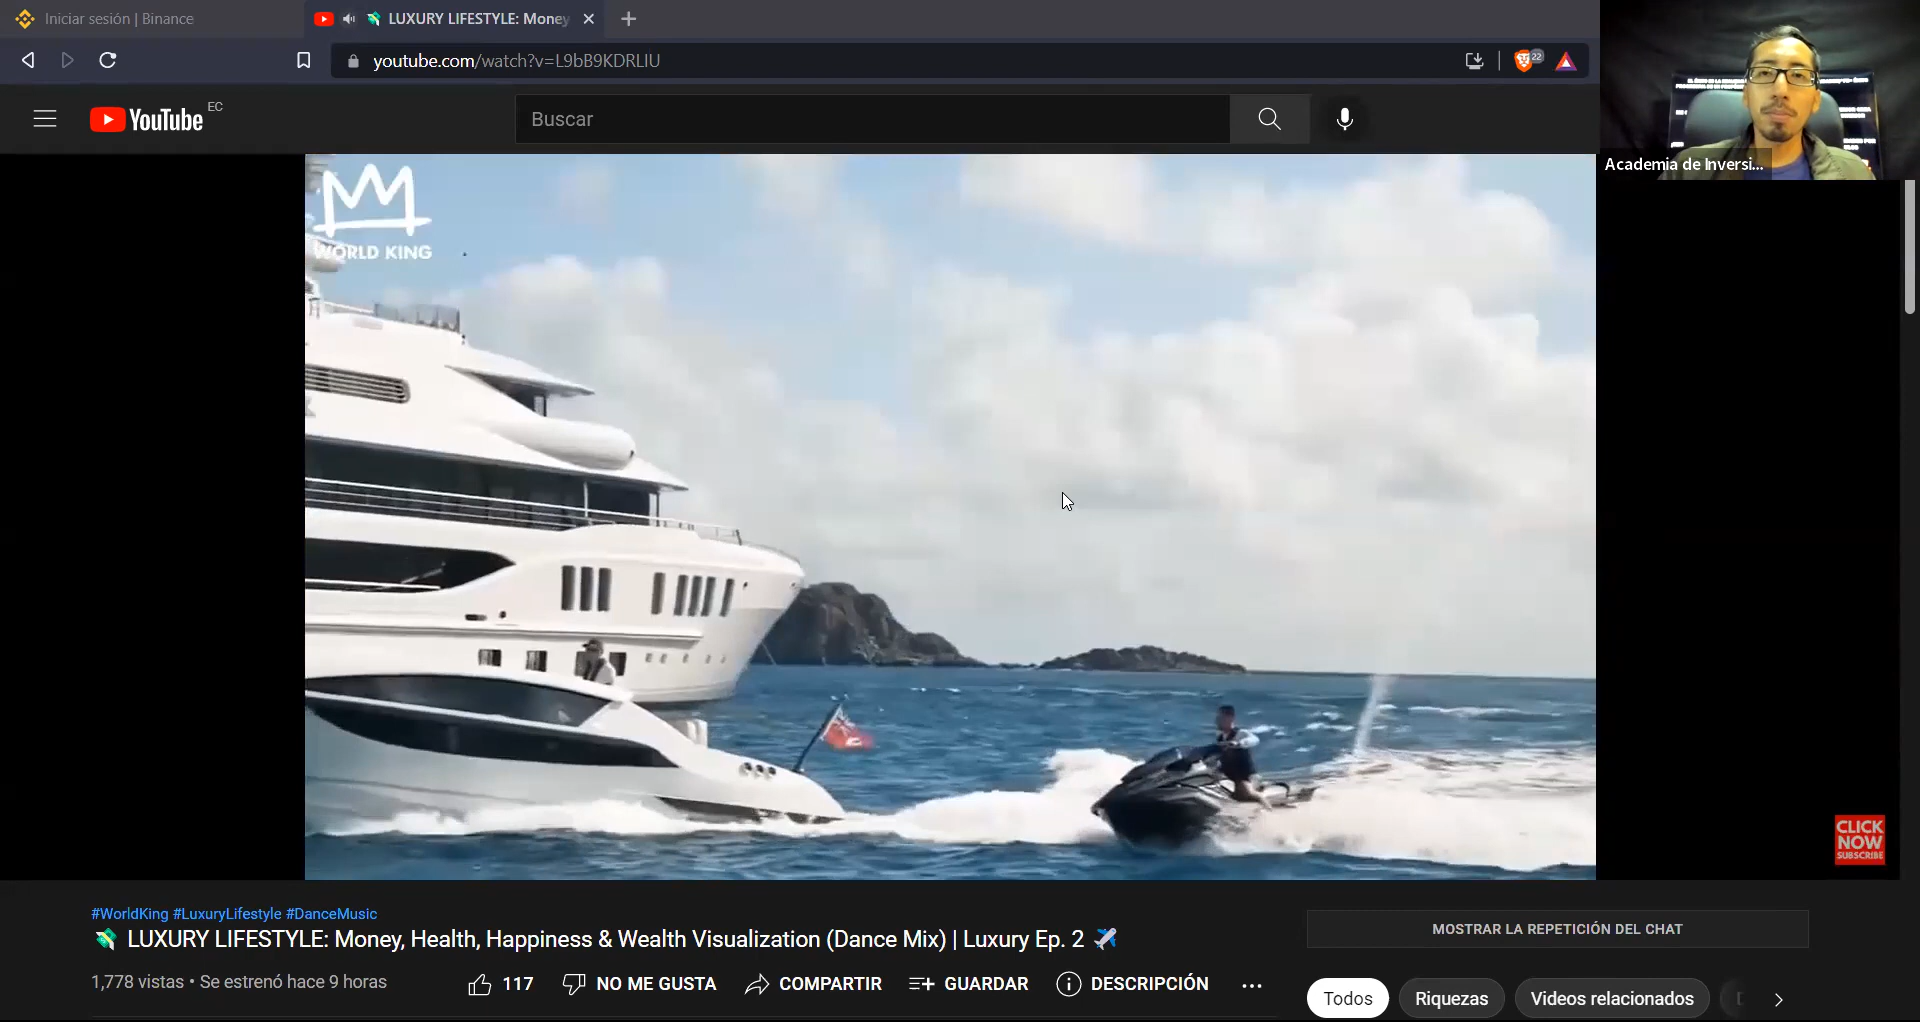 Iniciar sesión | Binance
LUXURY LIFESTYLE: Money
youtube.com/watch?v=L9bB9KDRLIU
22
YouTube EC
Buscar
Academia de Inversi...
WORLD KING
CLICK
NOW
SUBSCRIBE
#WorldKing #LuxuryLifestyle #DanceMusic
LUXURY LIFESTYLE: Money, Health, Happiness & Wealth Visualization (Dance Mix) | Luxury Ep. 2
1,778 vistas • Se estrenó hace 9 horas
117 NO ME GUSTA COMPARTIR GUARDAR DESCRIPCIÓN ...
MOSTRAR LA REPETICIÓN DEL CHAT
Todos Riquezas Videos relacionados